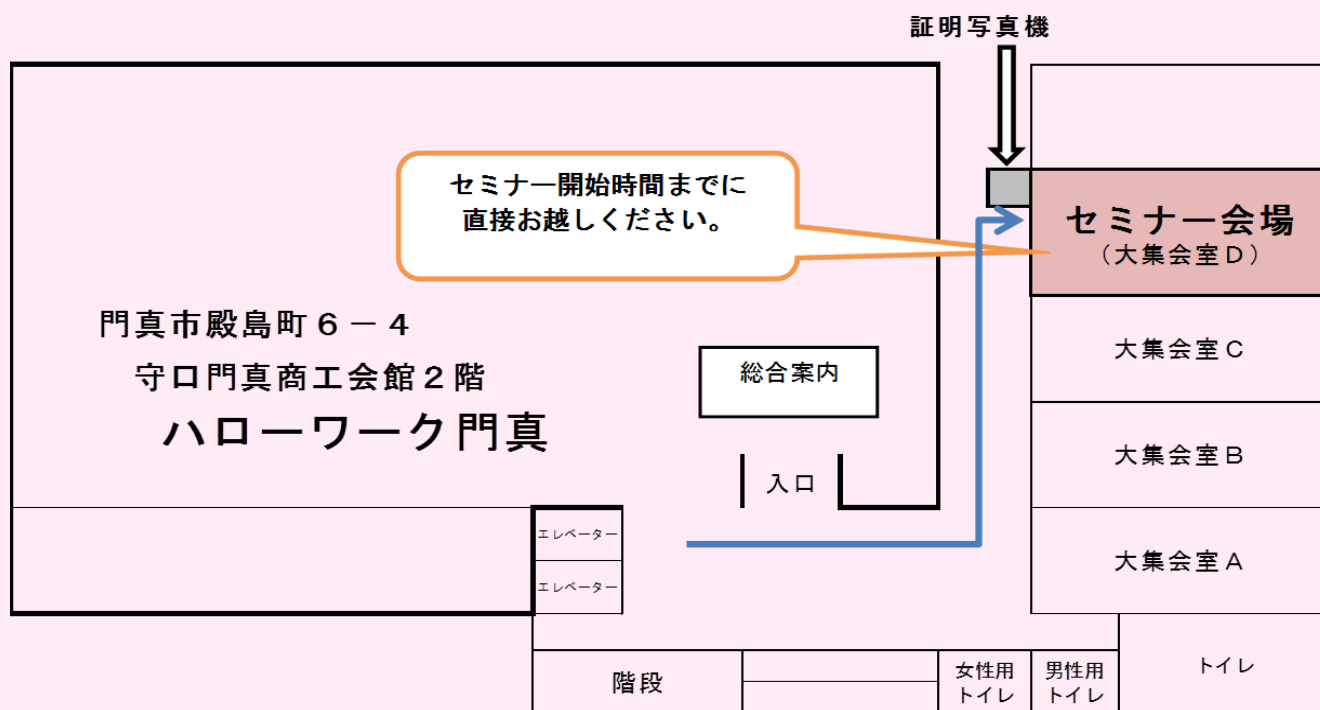 証明写真機
セミナー開始時間までに
直接お越しください。
セミナー会場
（大集会室Ｄ）
門真市殿島町６－４
守口門真商工会館２階
ハローワーク門真
総合案内
大集会室Ｃ
入口
大集会室Ｂ
エレベーター
エレベーター
大集会室Ａ
階段
女性用
トイレ
男性用
トイレ
トイレ